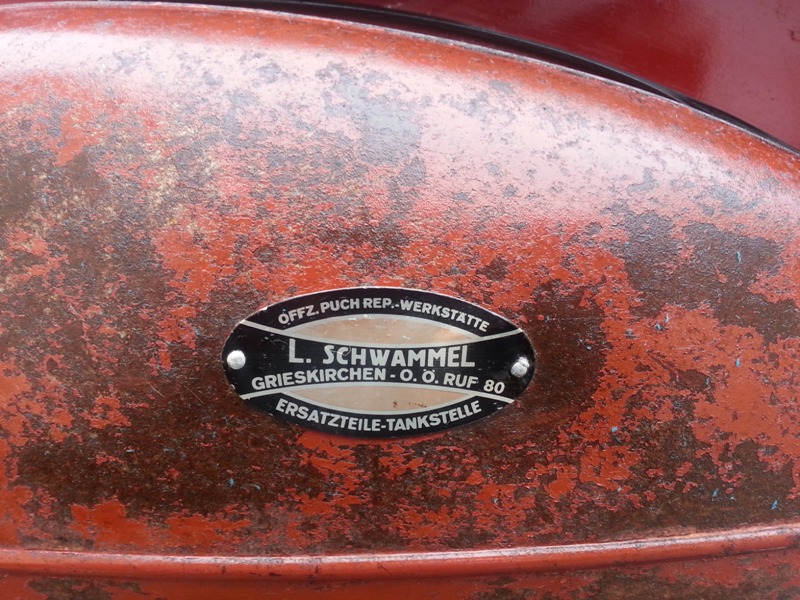 ÖFFZ. PUCH REP.-WERKSTÄTTE
L. SCHWAMMEL
GRIESKIRCHEN - O. Ö. RUF 80
ERSATZTEILE-TANKSTELLE